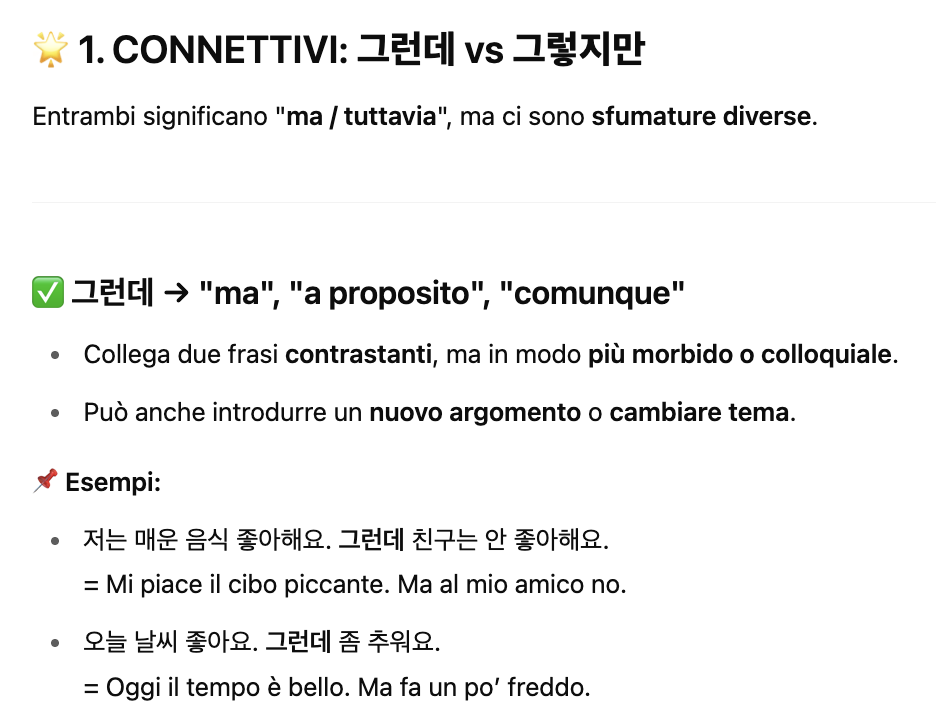 🌟 1. CONNETTIVI: 그런데 vs 그렇지만
Entrambi significano "ma / tuttavia", ma ci sono sfumature diverse.
✅ 그런데 → "ma", "a proposito", "comunque"
• Collega due frasi contrastanti, ma in modo più morbido o colloquiale.
• Può anche introdurre un nuovo argomento o cambiare tema.
📌 Esempi:
• 저는 매운 음식 좋아해요. 그런데 친구는 안 좋아해요.
= Mi piace il cibo piccante. Ma al mio amico no.
• 오늘 날씨 좋아요. 그런데 좀 추워요.
= Oggi il tempo è bello. Ma fa un po’ freddo.